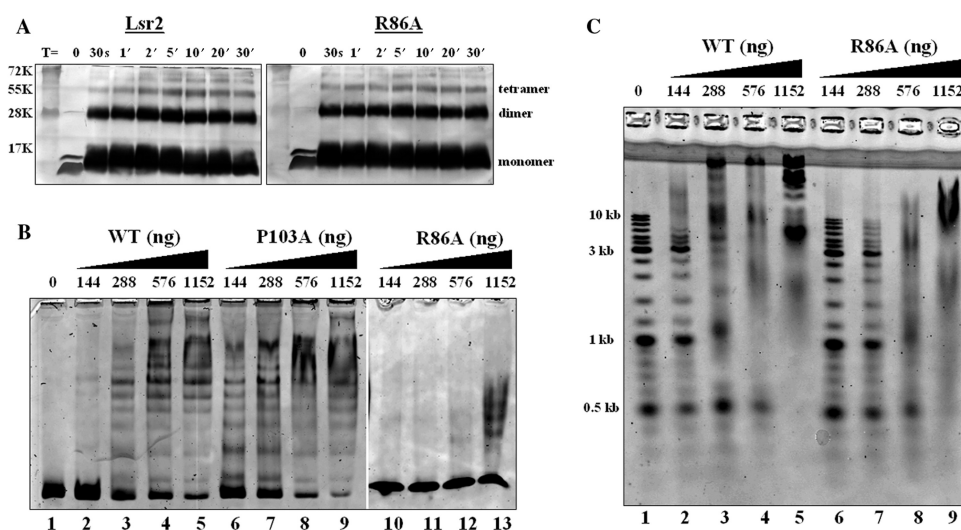 A
Lsr2
R86A
T= 0 30s 1′ 2′ 5′ 10′ 20′ 30′
0 30s 1′ 2′ 5′ 10′ 20′ 30′
72K
55K
28K
17K
tetramer
dimer
monomer
B
WT (ng)
P103A (ng)
R86A (ng)
0 144 288 576 1152 144 288 576 1152 144 288 576 1152
1 2 3 4 5 6 7 8 9 10 11 12 13
C
WT (ng)
R86A (ng)
0 144 288 576 1152 144 288 576 1152
10 kb
3 kb
1 kb
0.5 kb
1 2 3 4 5 6 7 8 9